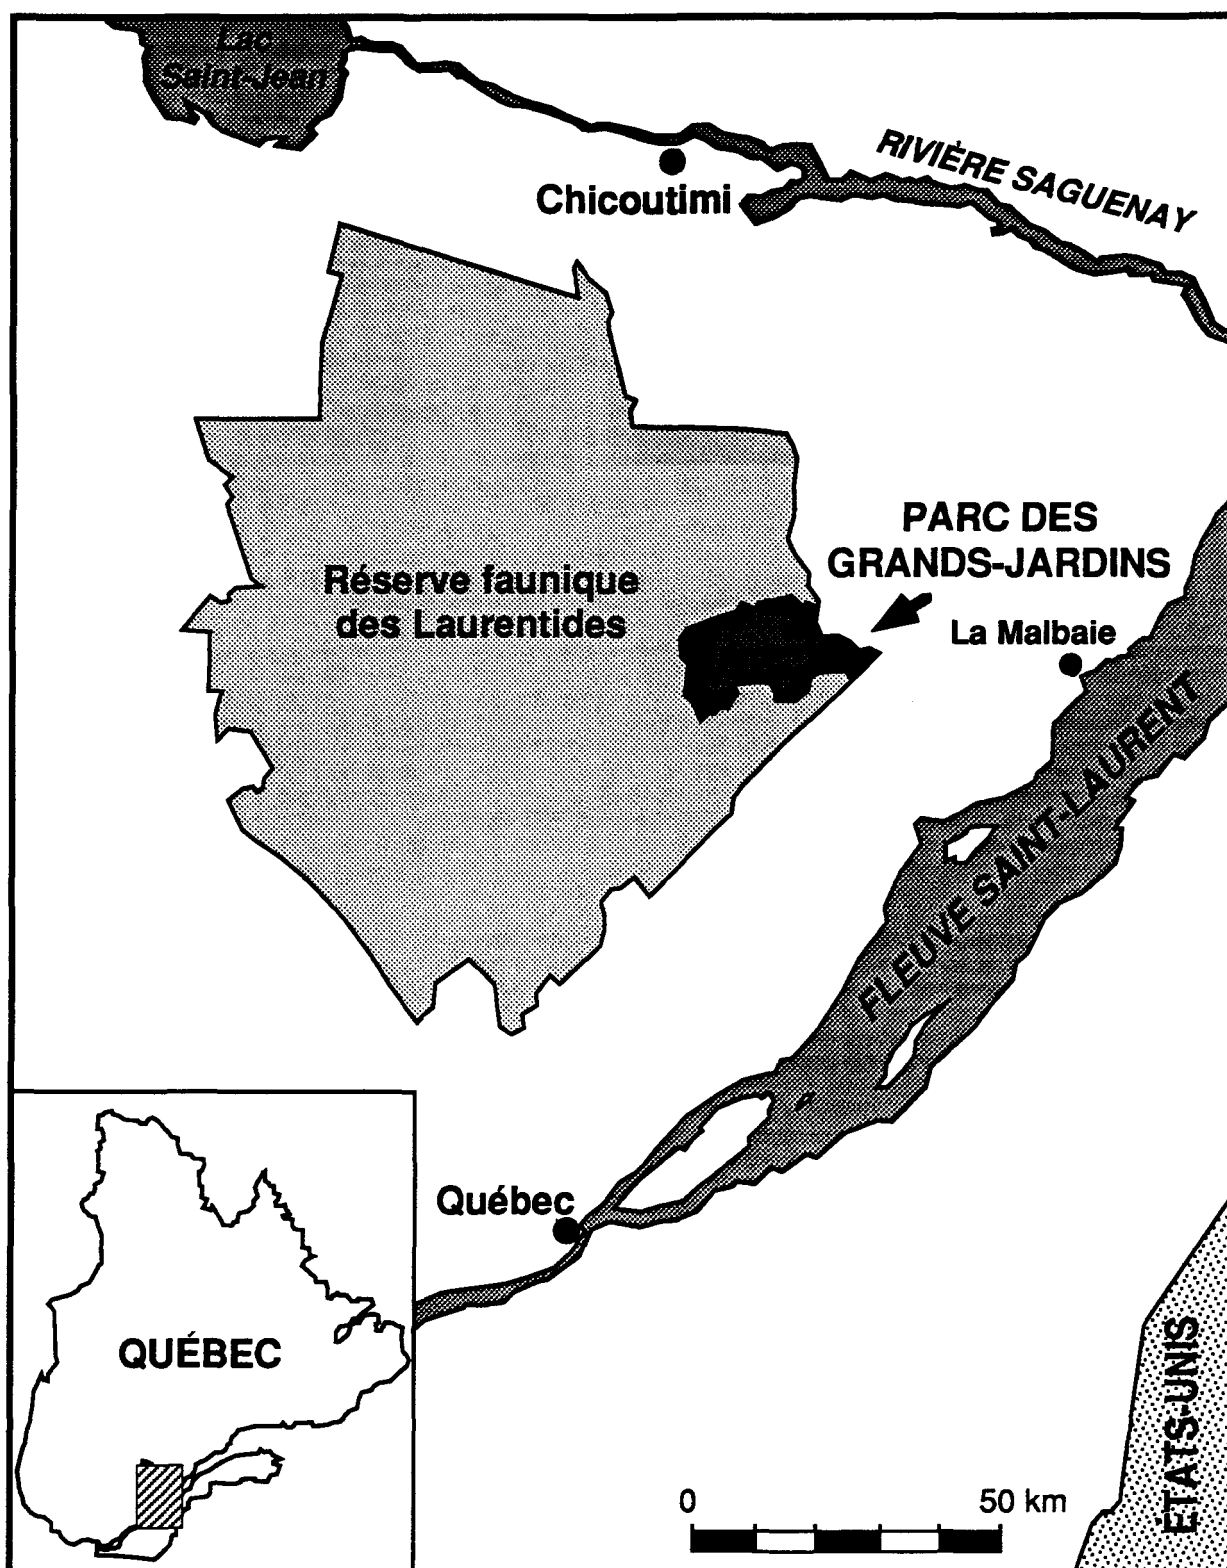 Lac
Saint-Jean
RIVIÈRE SAGUENAY
Chicoutimi
PARC DES
GRANDS-JARDINS
Réserve faunique
des Laurentides
La Malbaie
FLEUVE SAINT-LAURENT
Québec
QUÉBEC
ÉTATS-UNIS
0 50 km